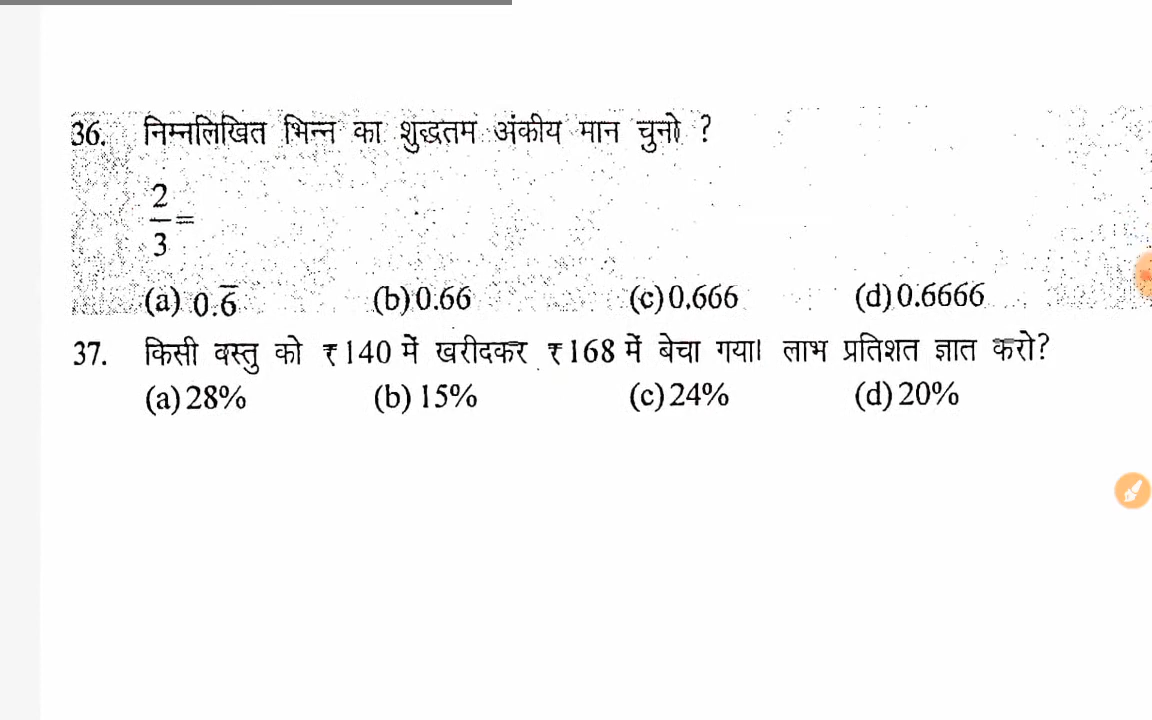 36. निम्नलिखित भिन्न का शुद्धतम अंकीय मान चुनो ?
2/3 =
(a) 0.6̅ (b) 0.66 (c) 0.666 (d) 0.6666
37. किसी वस्तु को ₹ 140 में खरीदकर ₹ 168 में बेचा गया। लाभ प्रतिशत ज्ञात करो?
(a) 28% (b) 15% (c) 24% (d) 20%